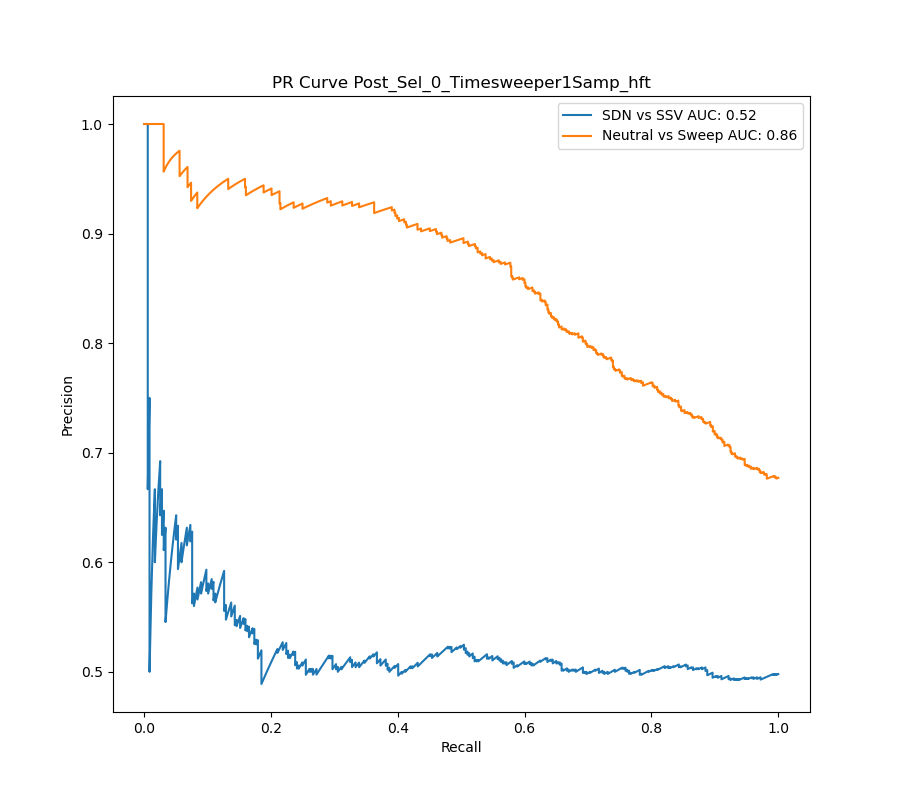 PR Curve Post_Sel_0_Timesweeper1Samp_hft
SDN vs SSV AUC: 0.52
Neutral vs Sweep AUC: 0.86
1.0
0.9
0.8
0.7
0.6
0.5
Precision
0.0 0.2 0.4 0.6 0.8 1.0
Recall